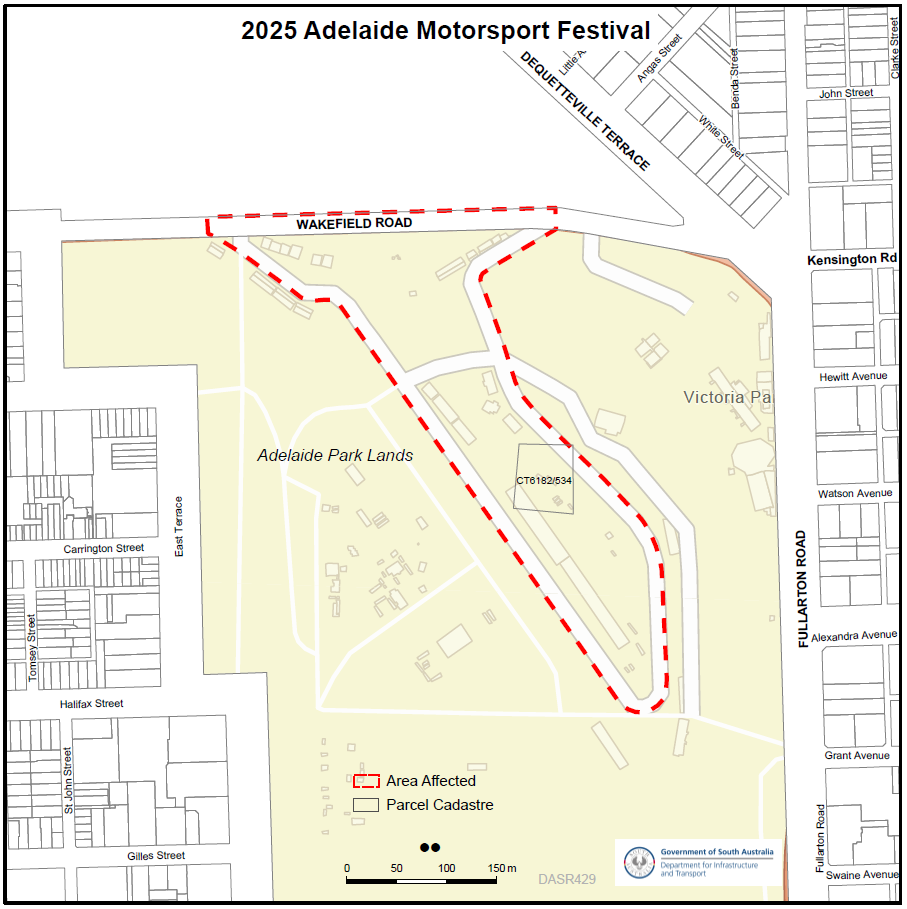 2025 Adelaide Motorsport Festival
Angas Street
Benda Street
Clarke Street
John Street
White Street
DEQUETTEVILLE TERRACE
WAKEFIELD ROAD
Kensington Rd
Hewitt Avenue
Victoria Pa
Adelaide Park Lands
CT6182/534
Watson Avenue
East Terrace
Carrington Street
FULLARTON ROAD
Tomsey Street
Alexandra Avenue
Halifax Street
St John Street
Grant Avenue
Area Affected
Parcel Cadastre
Fullarton Road
Gilles Street
0 50 100 150 m
DASR429
Government of South Australia
Department for Infrastructure
and Transport
Swaine Avenue